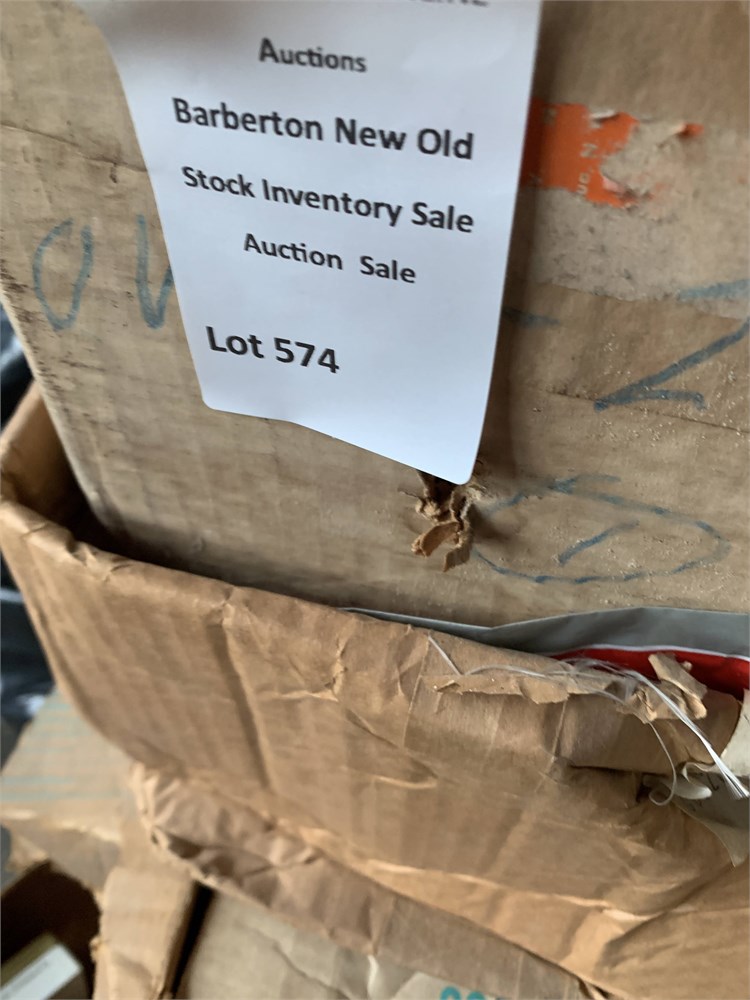 Auctions
Barberton New Old
Stock Inventory Sale
Auction Sale
Lot 574